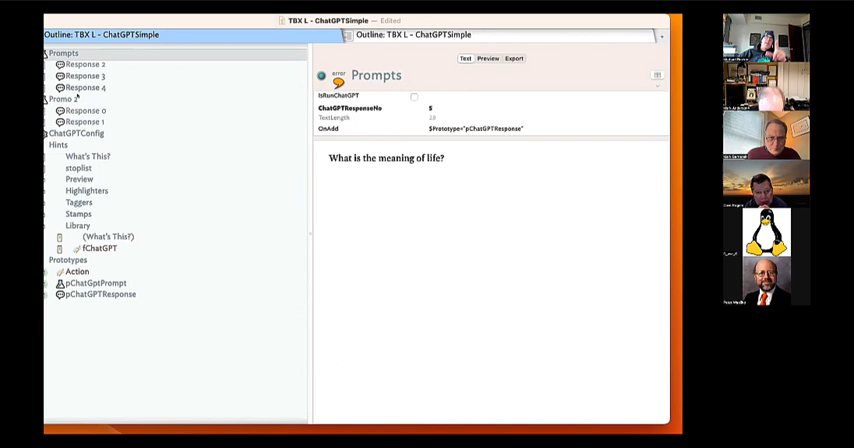 TBX L - ChatGPTSimple — Edited
Outline: TBX L - ChatGPTSimple
Outline: TBX L - ChatGPTSimple
Prompts
Response 2
Response 3
Response 4
Promo 2
Response 0
Response 1
ChatGPTConfig
Hints
What's This?
stoplist
Preview
Highlighters
Taggers
Stamps
Library
(What's This?)
fChatGPT
Prototypes
Action
pChatGptPrompt
pChatGPTResponse
Text Preview Export
error
Prompts
IsRunChatGPT
ChatGPTResponseNo 5
TextLength 28
OnAdd $Prototype="pChatGPTResponse"
What is the meaning of life?